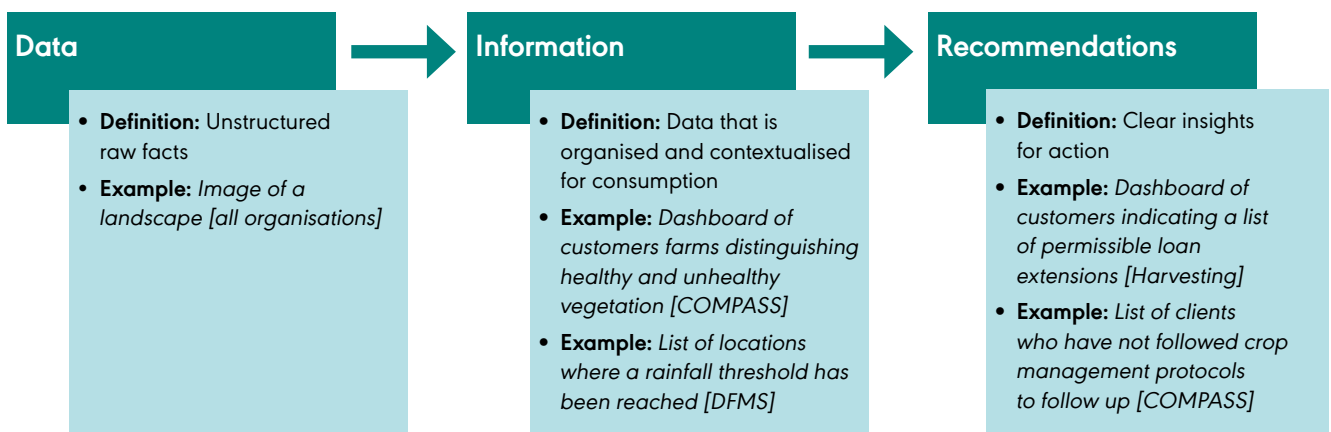 Data
• Definition: Unstructured
raw facts
• Example: Image of a
landscape [all organisations]
Information
• Definition: Data that is
organised and contextualised
for consumption
• Example: Dashboard of
customers farms distinguishing
healthy and unhealthy
vegetation [COMPASS]
• Example: List of locations
where a rainfall threshold has
been reached [DFMS]
Recommendations
• Definition: Clear insights
for action
• Example: Dashboard of
customers indicating a list
of permissible loan
extensions [Harvesting]
• Example: List of clients
who have not followed crop
management protocols
to follow up [COMPASS]